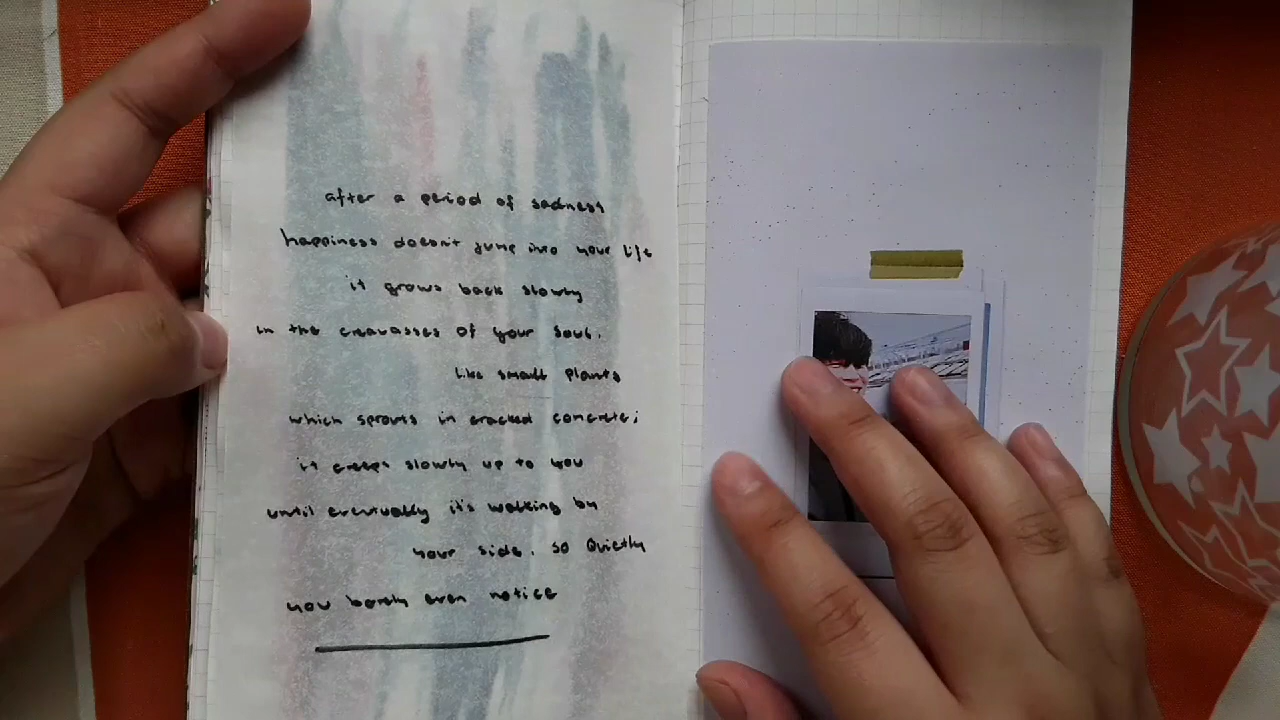 after a period of sadness
happiness doesn't jump into your life
it grows back slowly
in the creavasses of your soul.
like small plants
which sprouts in cracked concrete;
it creeps slowly up to you
until eventually it's walking by
your side. so quietly
you barely even notice